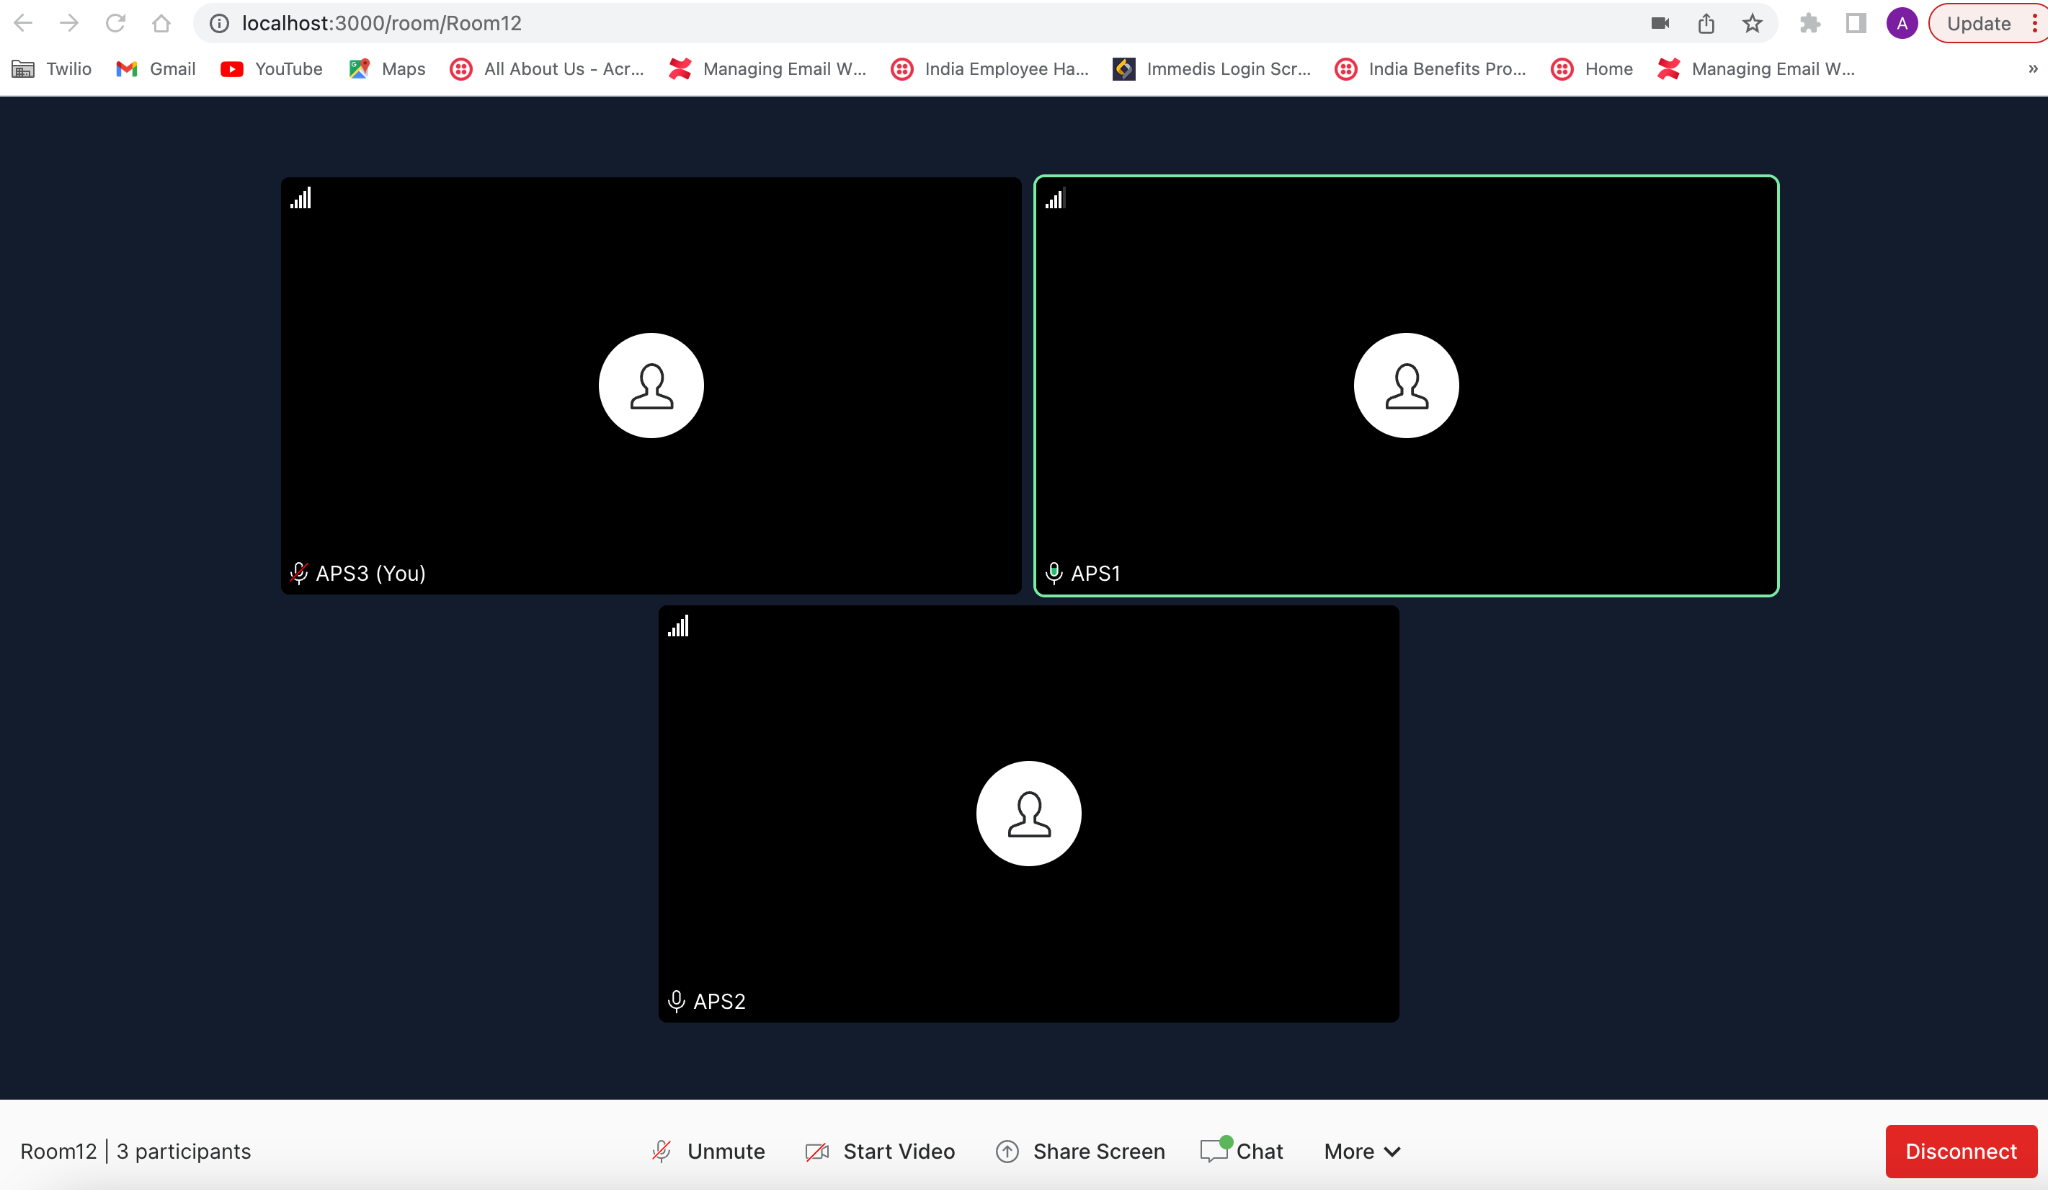 localhost:3000/room/Room12
A
Update
Twilio Gmail YouTube Maps All About Us - Acr... Managing Email W... India Employee Ha... Immedis Login Scr... India Benefits Pro... Home Managing Email W... »
APS3 (You)
APS1
APS2
Room12 | 3 participants
Unmute Start Video Share Screen Chat More
Disconnect